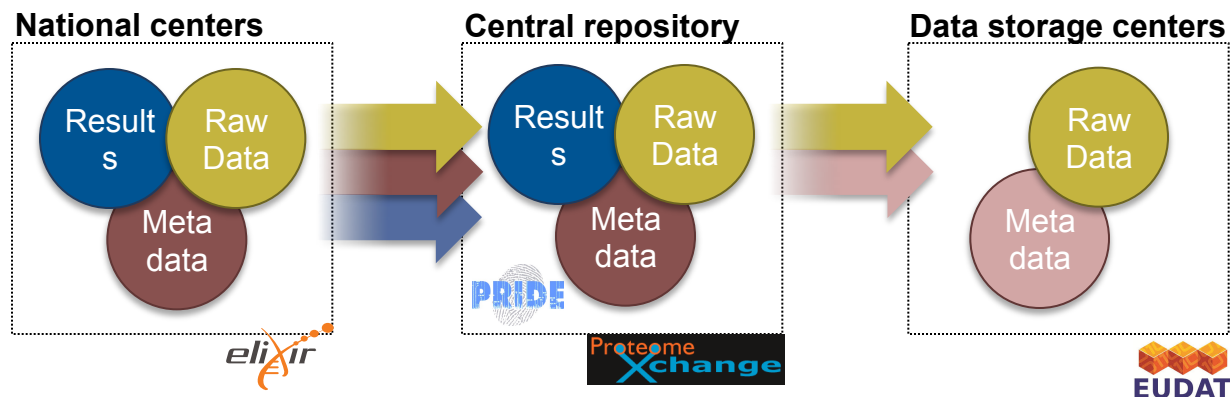 National centers
Central repository
Data storage centers
Result
s
Raw
Data
Meta
data
Result
s
Raw
Data
Meta
data
Raw
Data
Meta
data
elixir
PRIDE
Proteome
Xchange
EUDAT